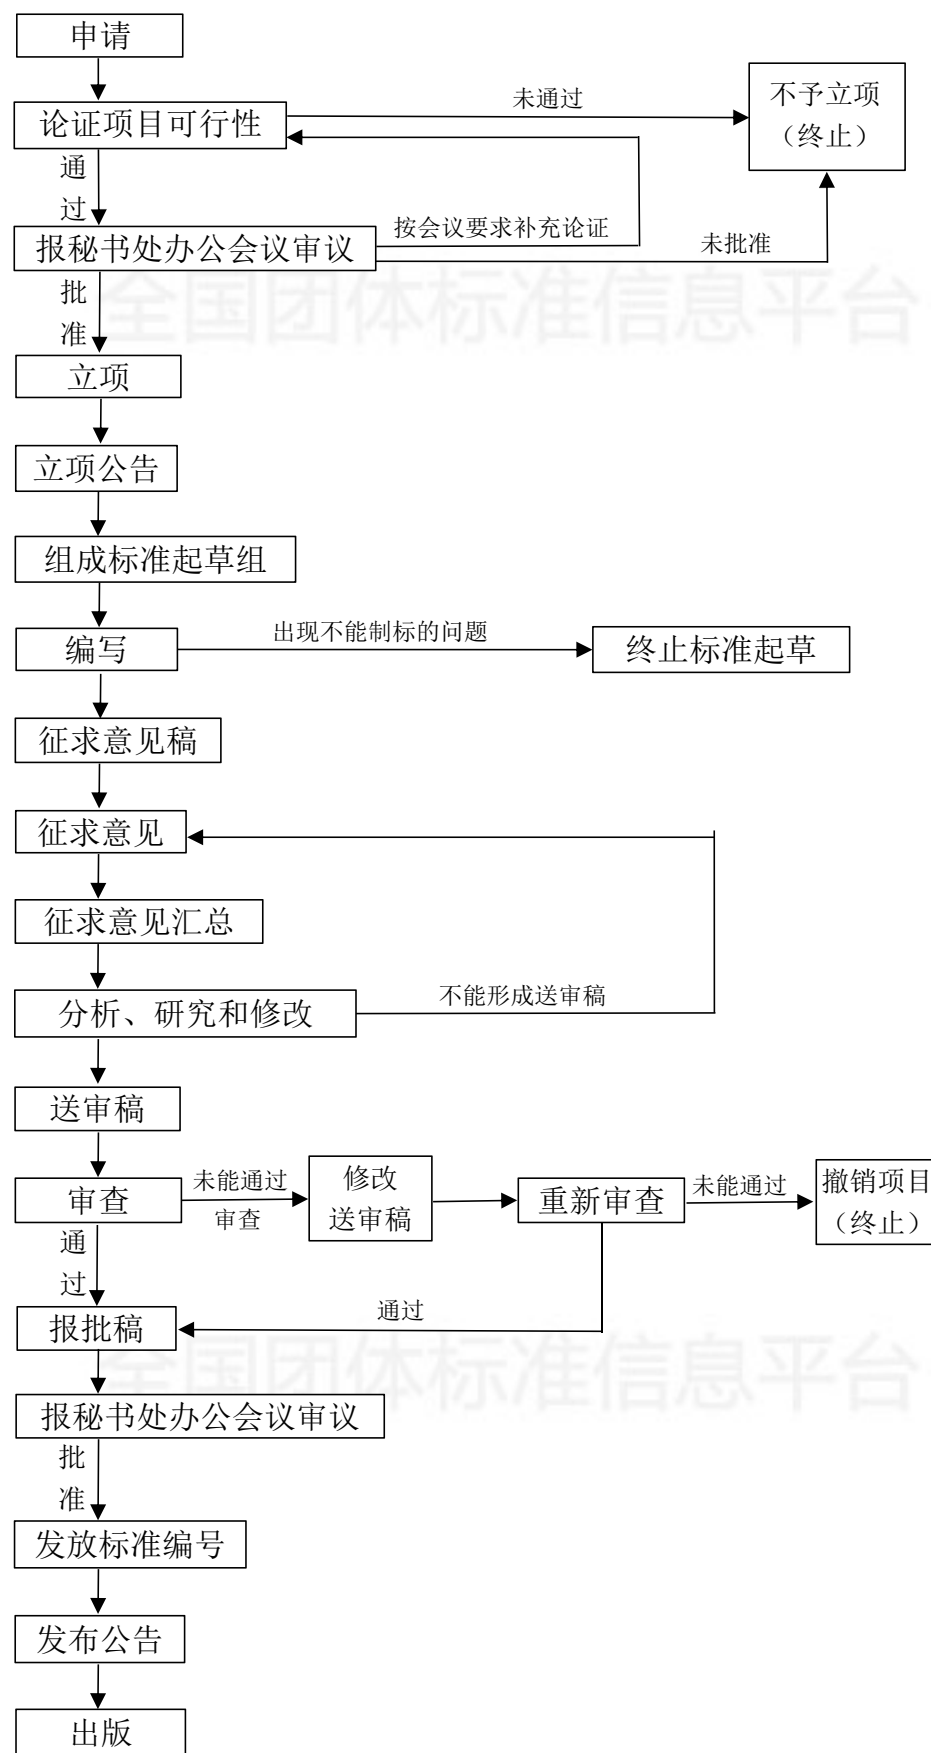 申请
未通过
不予立项
（终止）
论证项目可行性
通
过
按会议要求补充论证
未批准
报秘书处办公会议审议
全国团体标准信息平台
批
准
立项
立项公告
组成标准起草组
出现不能制标的问题
编写
终止标准起草
征求意见稿
征求意见
征求意见汇总
不能形成送审稿
分析、研究和修改
送审稿
审查
未能通过
审查
修改
送审稿
重新审查
未能通过
撤销项目
（终止）
通
过
通过
报批稿
全国团体标准信息平台
报秘书处办公会议审议
批
准
发放标准编号
发布公告
出版